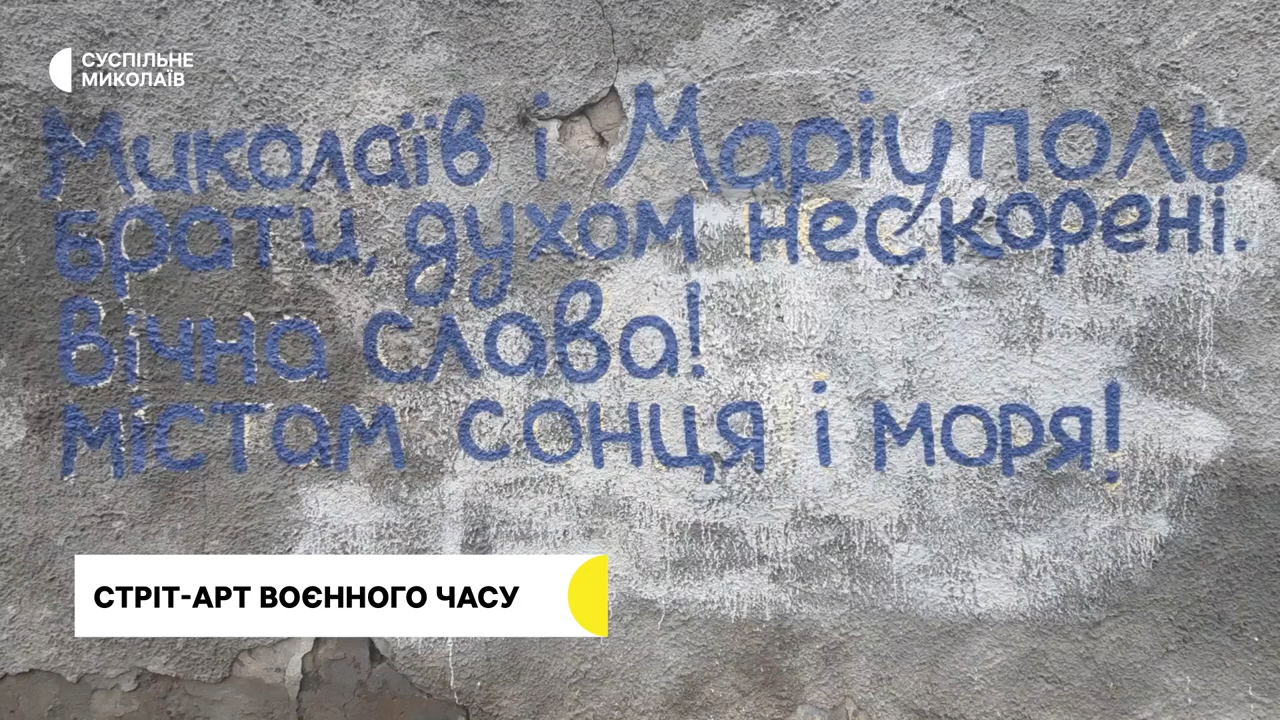 СУСПІЛЬНЕ
МИКОЛАЇВ
Миколаїв і Маріуполь
брати, духом нескорені.
вічна слава!
містам сонця і моря!
СТРІТ-АРТ ВОЄННОГО ЧАСУ